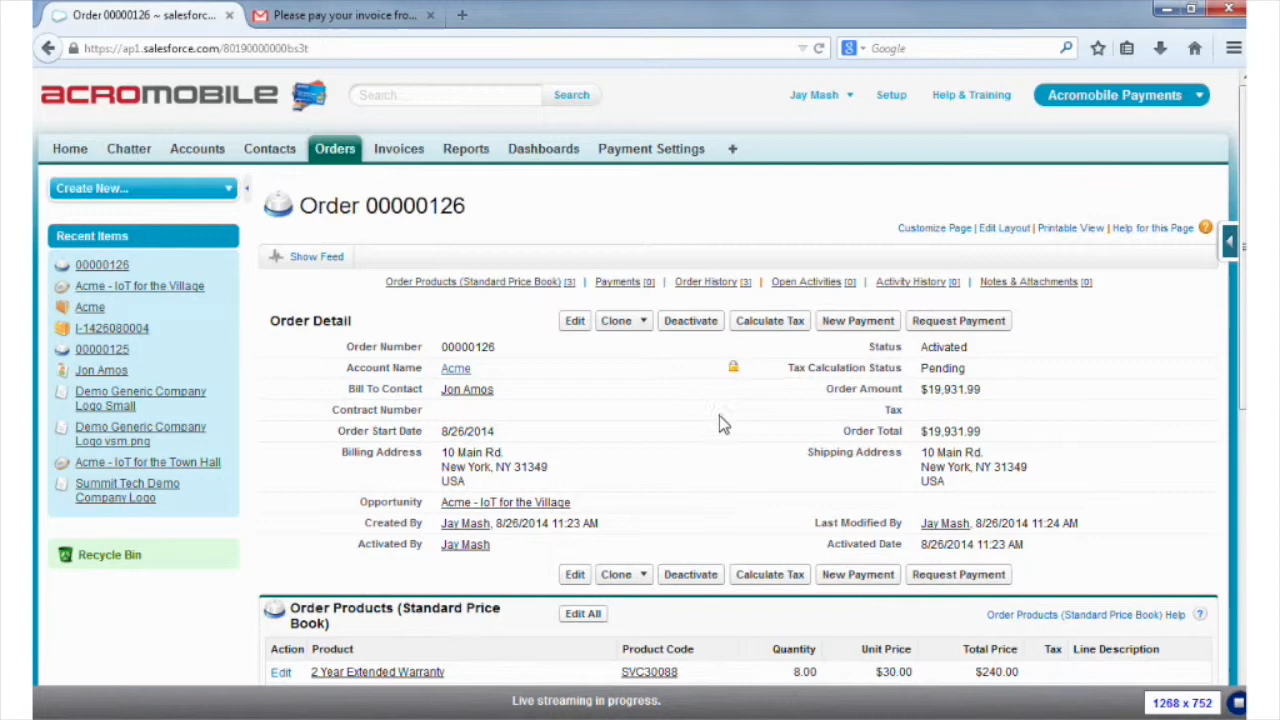 Order 00000126 ~ salesforc...
Please pay your invoice fro...
https://ap1.salesforce.com/80190000000bs3t
Google
ACROMOBILE
Search...
Search
Jay Mash
Setup
Help & Training
Acromobile Payments
Home
Chatter
Accounts
Contacts
Orders
Invoices
Reports
Dashboards
Payment Settings
+
Create New...
Recent Items
00000126
Acme - IoT for the Village
Acme
I-1426080004
00000125
Jon Amos
Demo Generic Company
Logo Small
Demo Generic Company
Logo vsm.png
Acme - IoT for the Town Hall
Summit Tech Demo
Company Logo
Recycle Bin
Order 00000126
Customize Page | Edit Layout | Printable View | Help for this Page ?
Show Feed
Order Products (Standard Price Book) [3] | Payments [0] | Order History [3] | Open Activities [0] | Activity History [0] | Notes & Attachments [0]
Order Detail
Edit
Clone
Deactivate
Calculate Tax
New Payment
Request Payment
Order Number 00000126
Status Activated
Account Name Acme
Tax Calculation Status Pending
Bill To Contact Jon Amos
Order Amount $19,931.99
Contract Number
Tax
Order Start Date 8/26/2014
Order Total $19,931.99
Billing Address 10 Main Rd.
New York, NY 31349
USA
Shipping Address 10 Main Rd.
New York, NY 31349
USA
Opportunity Acme - IoT for the Village
Created By Jay Mash, 8/26/2014 11:23 AM
Last Modified By Jay Mash, 8/26/2014 11:24 AM
Activated By Jay Mash
Activated Date 8/26/2014 11:23 AM
Edit
Clone
Deactivate
Calculate Tax
New Payment
Request Payment
Order Products (Standard Price
Book)
Edit All
Order Products (Standard Price Book) Help ?
Action Product Product Code Quantity Unit Price Total Price Tax Line Description
Edit 2 Year Extended Warranty SVC30088 8.00 $30.00 $240.00
Live streaming in progress.
1268 x 752